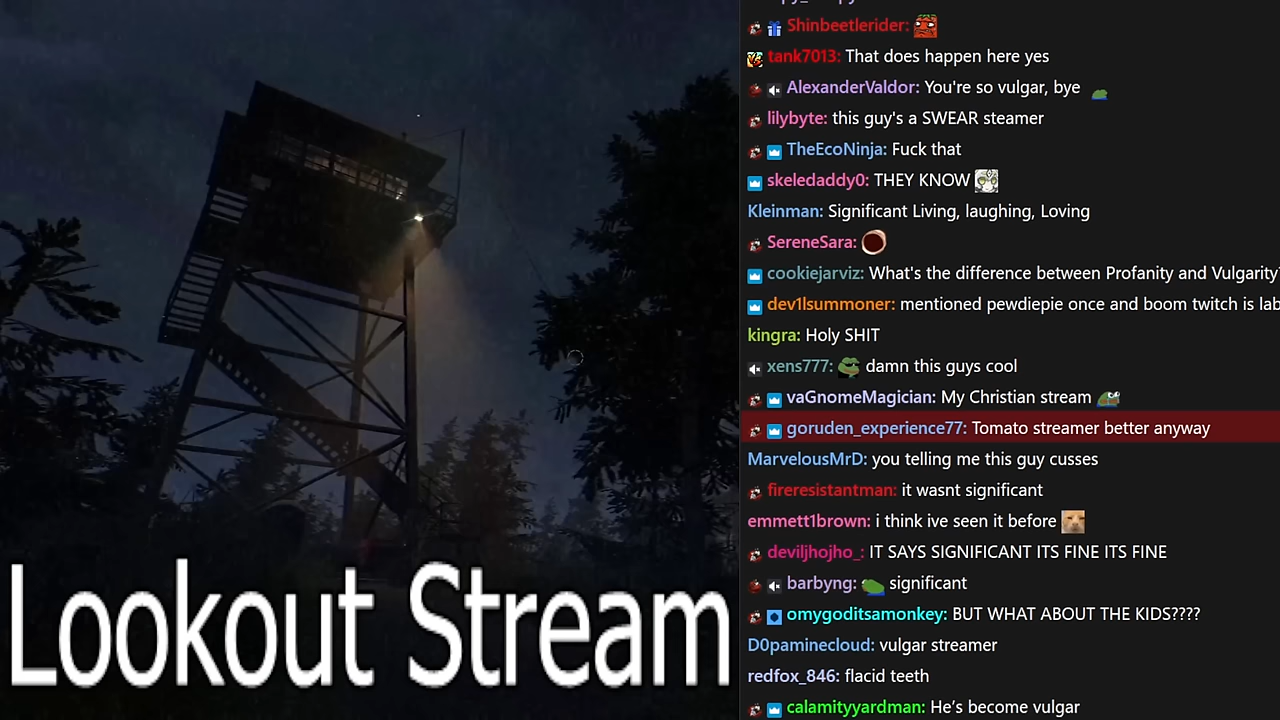 Shinbeetlerider:
tank7013: That does happen here yes
AlexanderValdor: You're so vulgar, bye
lilybyte: this guy's a SWEAR steamer
TheEcoNinja: Fuck that
skeledaddy0: THEY KNOW
Kleinman: Significant Living, laughing, Loving
SereneSara:
cookiejarviz: What's the difference between Profanity and Vulgarity?
dev1lsummoner: mentioned pewdiepie once and boom twitch is
kingra: Holy SHIT
xens777: damn this guys cool
vaGnomeMagician: My Christian stream
goruden_experience77: Tomato streamer better anyway
MarvelousMrD: you telling me this guy cusses
fireresistantman: it wasnt significant
emmett1brown: i think ive seen it before
deviljhojho_: IT SAYS SIGNIFICANT ITS FINE ITS FINE
barbyng: significant
omygoditsamonkey: BUT WHAT ABOUT THE KIDS????
D0paminecloud: vulgar streamer
redfox_846: flacid teeth
calamityyardman: He's become vulgar
Lookout Stream